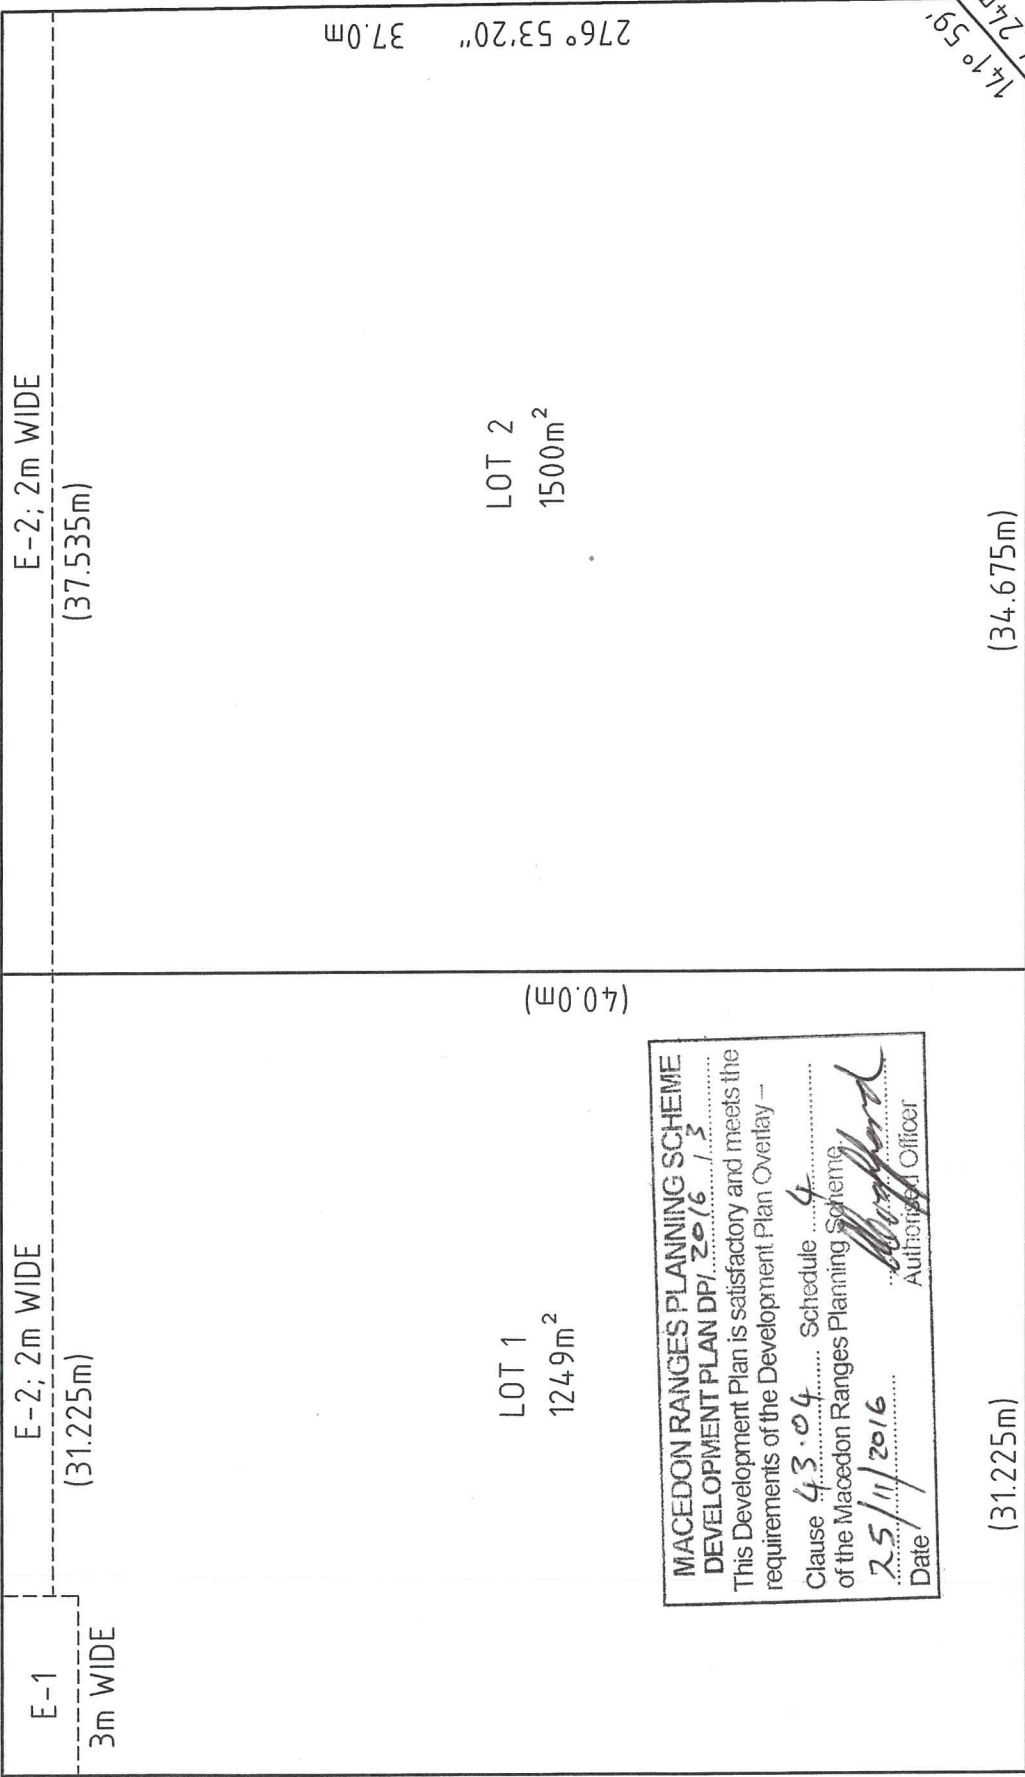 E-1
3m WIDE
E-2; 2m WIDE
(31.225m)
E-2; 2m WIDE
(37.535m)
276° 53'20" 37.0m
141° 59'
LOT 1
1249m²
(40.0m)
LOT 2
1500m²
MACEDON RANGES PLANNING SCHEME
DEVELOPMENT PLAN DP/ 2016 / 3
This Development Plan is satisfactory and meets the
requirements of the Development Plan Overlay –
Clause 43.04 Schedule 4
of the Macedon Ranges Planning Scheme
25/11/2016
Date Authorised Officer
(31.225m)
(34.675m)